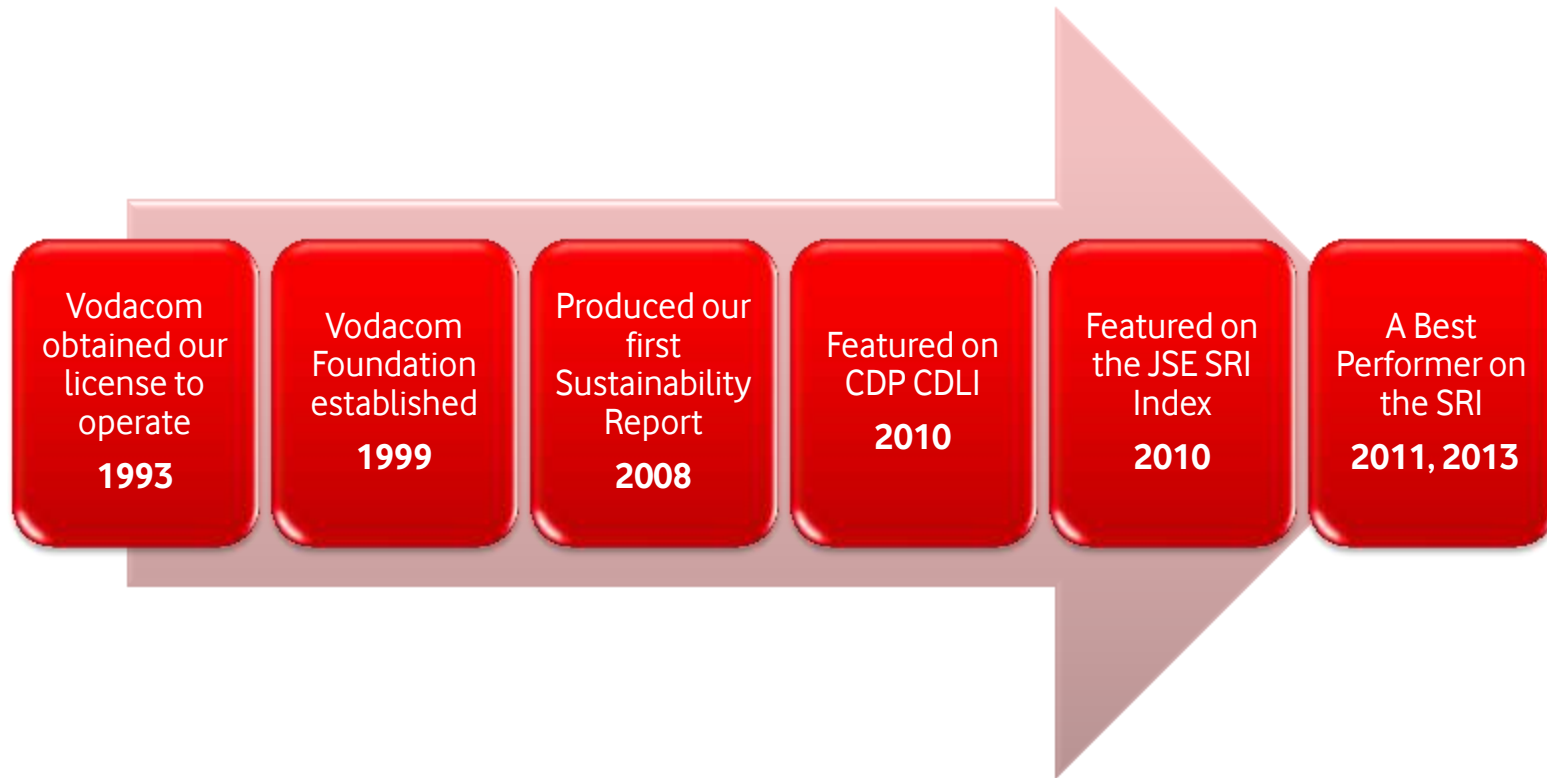 Vodacom
obtained our
license to
operate
1993
Vodacom
Foundation
established
1999
Produced our
first
Sustainability
Report
2008
Featured on
CDP CDLI
2010
Featured on
the JSE SRI
Index
2010
A Best
Performer on
the SRI
2011, 2013